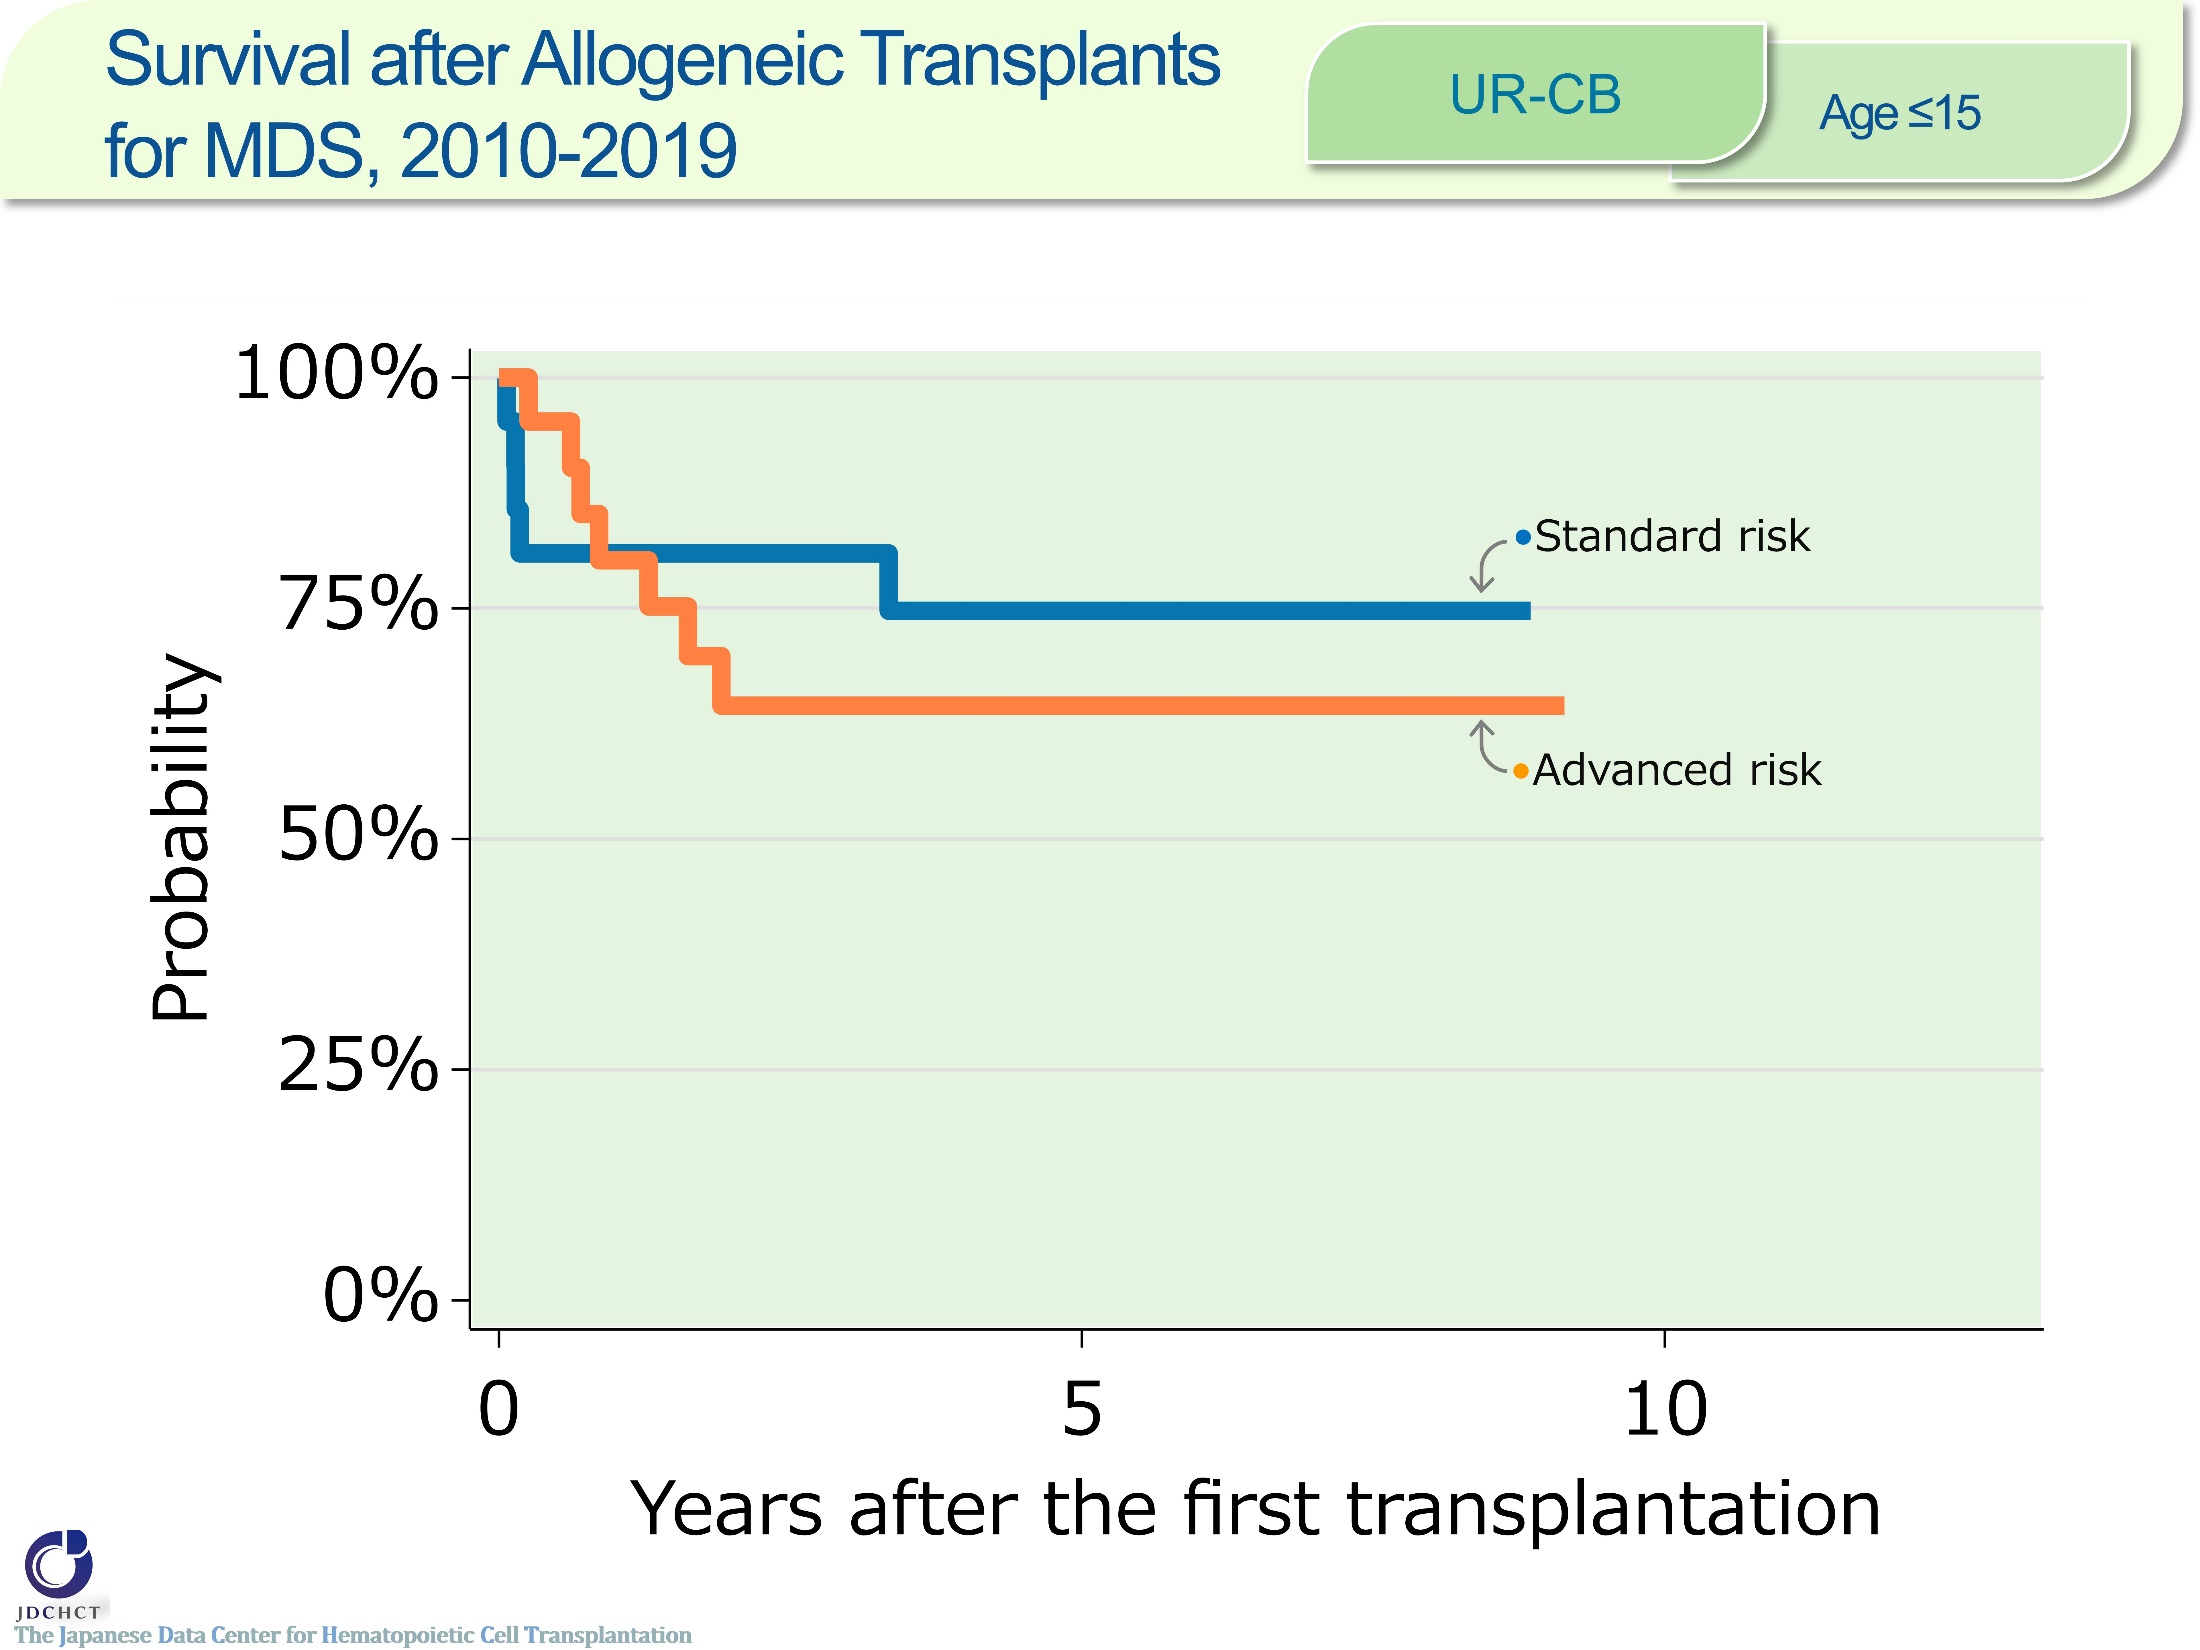 Survival after Allogeneic Transplants
for MDS, 2010-2019
UR-CB
Age ≤15
100%
75%
50%
25%
0%
Probability
Standard risk
Advanced risk
0
5
10
Years after the first transplantation
JDCHCT
The Japanese Data Center for Hematopoietic Cell Transplantation